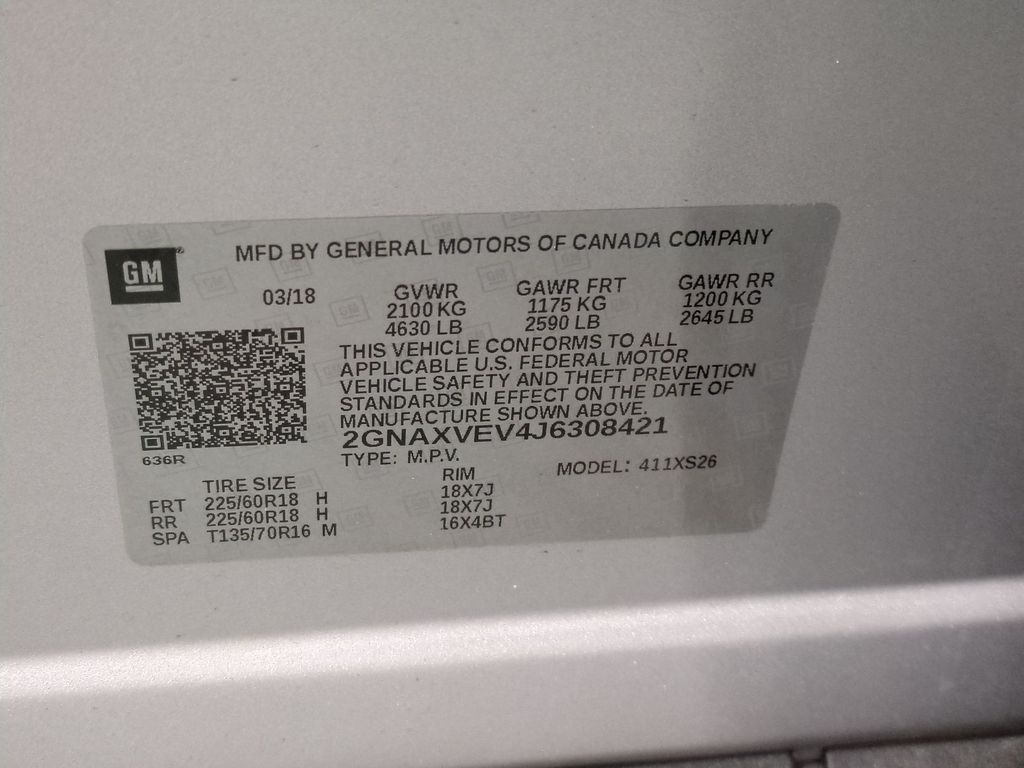 GM
MFD BY GENERAL MOTORS OF CANADA COMPANY
03/18
GVWR GAWR FRT GAWR RR
2100 KG 1175 KG 1200 KG
4630 LB 2590 LB 2645 LB
THIS VEHICLE CONFORMS TO ALL
APPLICABLE U.S. FEDERAL MOTOR
VEHICLE SAFETY AND THEFT PREVENTION
STANDARDS IN EFFECT ON THE DATE OF
MANUFACTURE SHOWN ABOVE.
2GNAXVEV4J6308421
636R
TYPE: M.P.V. MODEL: 411XS26
TIRE SIZE RIM
FRT 225/60R18 H 18X7J
RR 225/60R18 H 18X7J
SPA T135/70R16 M 16X4BT